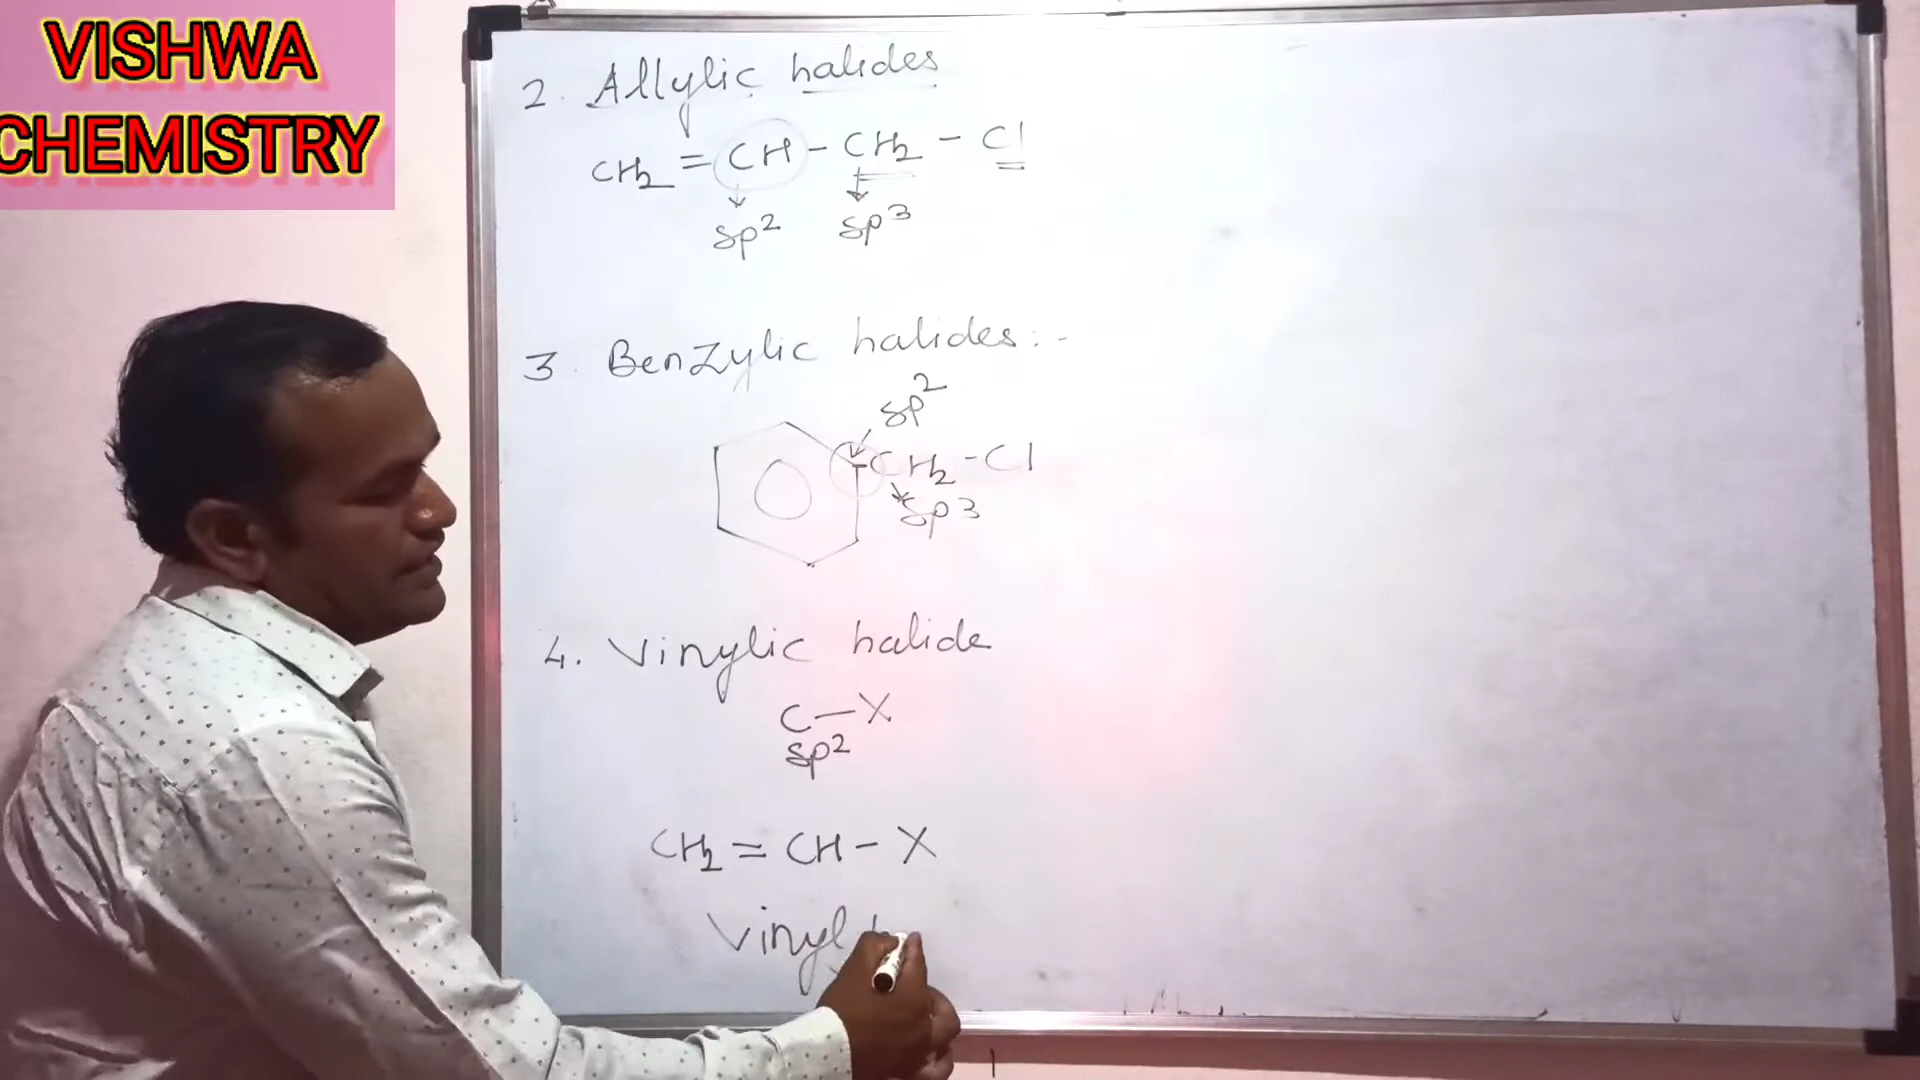 VISHWA
CHEMISTRY
2. Allylic halides
CH2 = CH - CH2 - Cl
sp2 sp3
3. Benzylic halides:-
sp2
CH2 - Cl
sp3
4. Vinylic halide
C - X
sp2
CH2 = CH - X
Vinyl